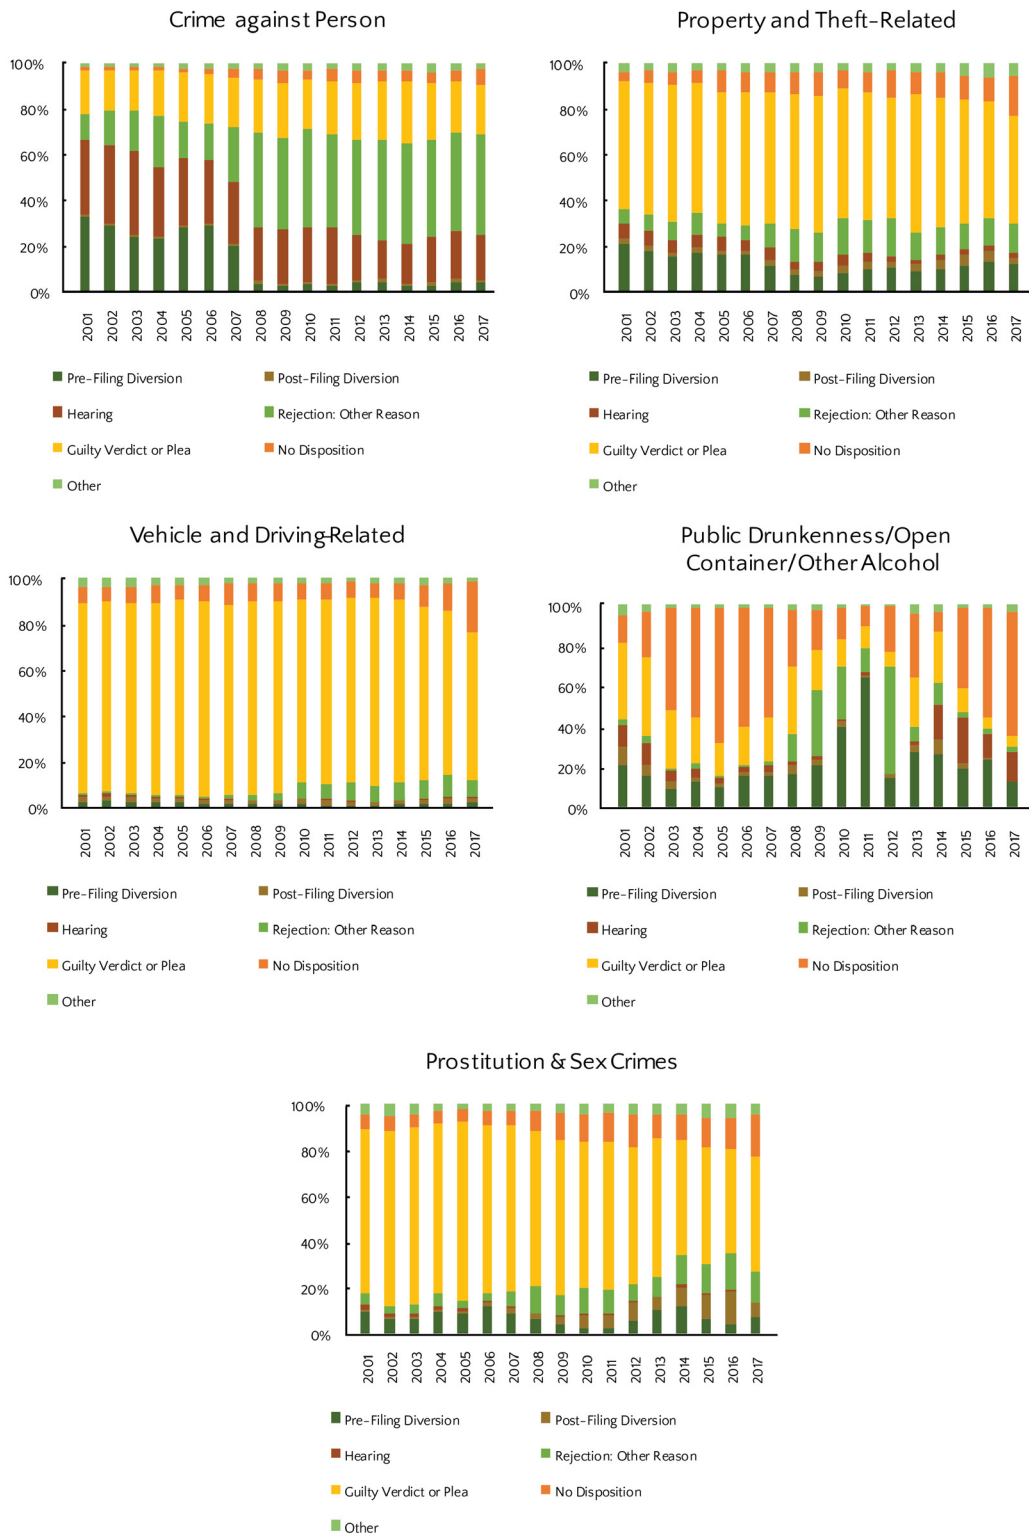 Crime against Person
100%
80%
60%
40%
20%
0%
2001 2002 2003 2004 2005 2006 2007 2008 2009 2010 2011 2012 2013 2014 2015 2016 2017
Pre-Filing Diversion Post-Filing Diversion
Hearing Rejection: Other Reason
Guilty Verdict or Plea No Disposition
Other
Property and Theft-Related
100%
80%
60%
40%
20%
0%
2001 2002 2003 2004 2005 2006 2007 2008 2009 2010 2011 2012 2013 2014 2015 2016 2017
Pre-Filing Diversion Post-Filing Diversion
Hearing Rejection: Other Reason
Guilty Verdict or Plea No Disposition
Other
Vehicle and Driving-Related
100%
80%
60%
40%
20%
0%
2001 2002 2003 2004 2005 2006 2007 2008 2009 2010 2011 2012 2013 2014 2015 2016 2017
Pre-Filing Diversion Post-Filing Diversion
Hearing Rejection: Other Reason
Guilty Verdict or Plea No Disposition
Other
Public Drunkenness/Open
Container/Other Alcohol
100%
80%
60%
40%
20%
0%
2001 2002 2003 2004 2005 2006 2007 2008 2009 2010 2011 2012 2013 2014 2015 2016 2017
Pre-Filing Diversion Post-Filing Diversion
Hearing Rejection: Other Reason
Guilty Verdict or Plea No Disposition
Other
Prostitution & Sex Crimes
100%
80%
60%
40%
20%
0%
2001 2002 2003 2004 2005 2006 2007 2008 2009 2010 2011 2012 2013 2014 2015 2016 2017
Pre-Filing Diversion Post-Filing Diversion
Hearing Rejection: Other Reason
Guilty Verdict or Plea No Disposition
Other